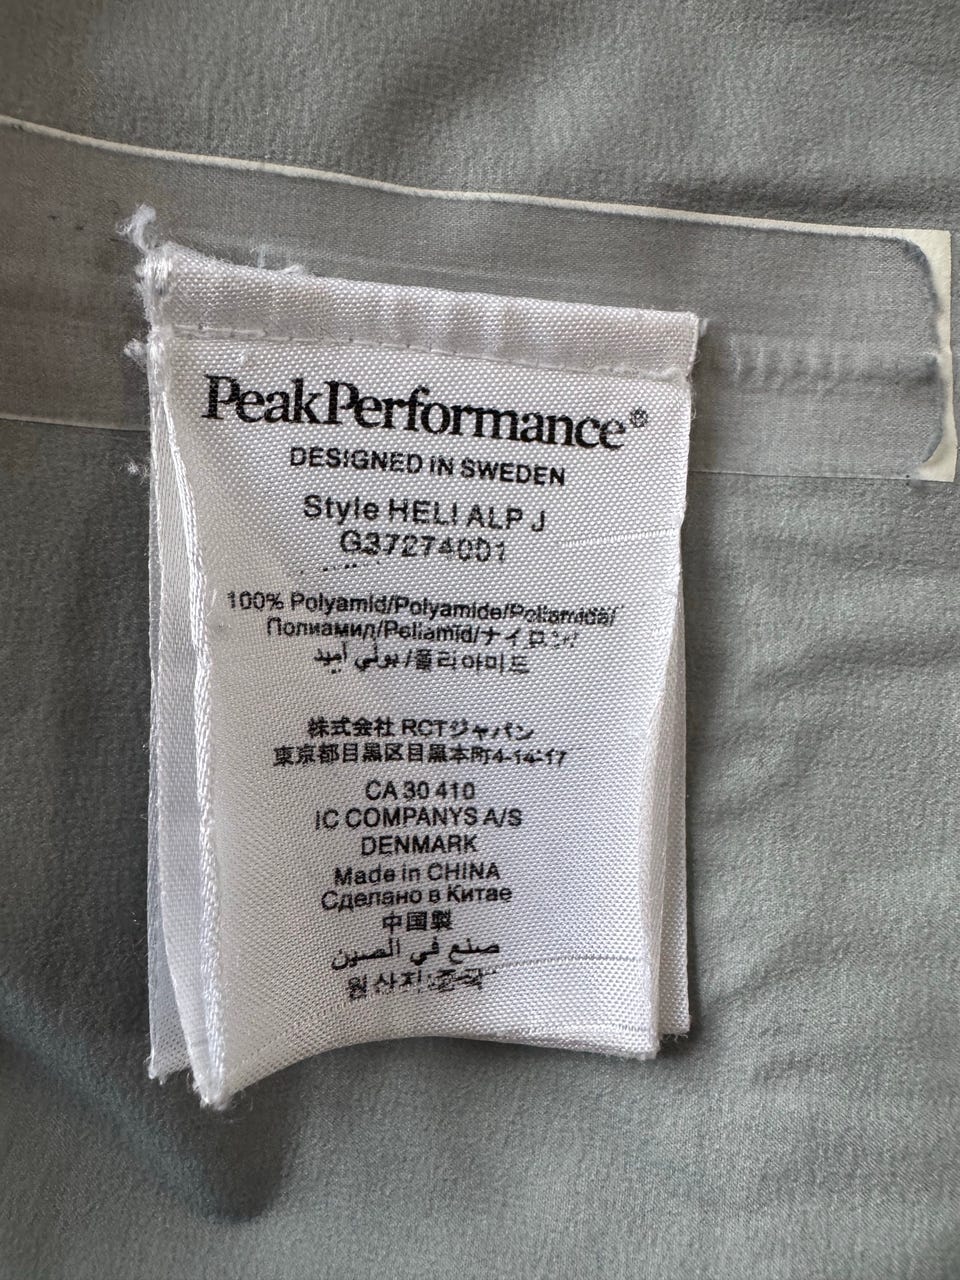 PeakPerformance®
DESIGNED IN SWEDEN
Style HELI ALP J
G37274001
100% Polyamid/Polyamide/Poliamida/
Полиамид/Poliamid/ナイロン/
بولي أميد/폴리아미드
株式会社 RCTジャパン
東京都目黒区目黒本町4-14-17
CA 30 410
IC COMPANYS A/S
DENMARK
Made in CHINA
Сделано в Китае
中国製
صنع في الصين
원산지:중국